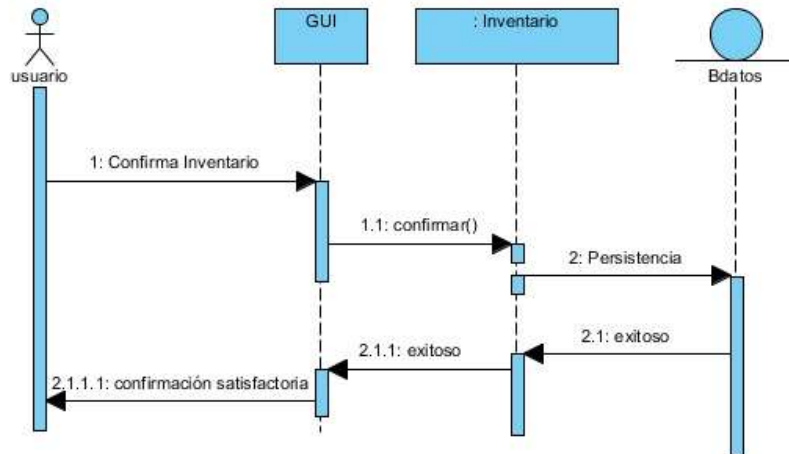 GUI
: Inventario
usuario
Bdatos
1: Confirma Inventario
1.1: confirmar()
2: Persistencia
2.1: exitoso
2.1.1: exitoso
2.1.1.1: confirmación satisfactoria